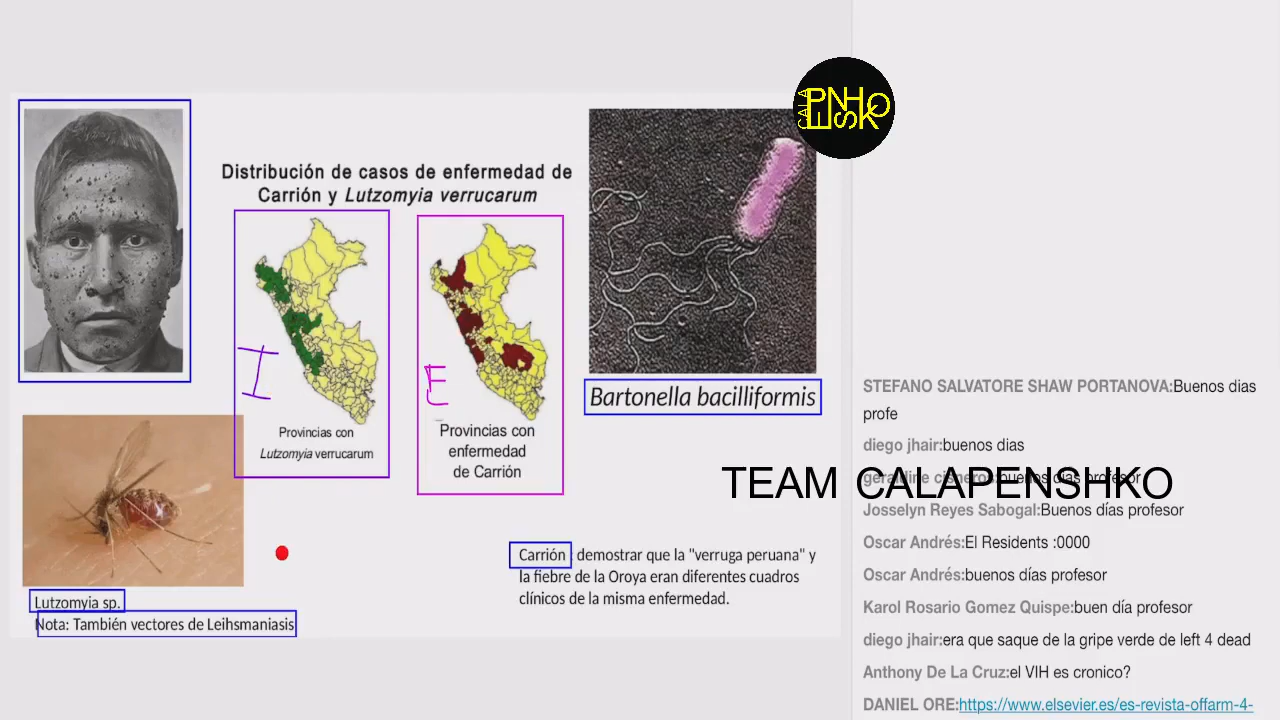 Distribución de casos de enfermedad de
Carrión y Lutzomyia verrucarum
I
Provincias con
Lutzomyia verrucarum
E
Provincias con
enfermedad
de Carrión
CALA
PENSHKO
Bartonella bacilliformis
Lutzomyia sp.
Nota: También vectores de Leihsmaniasis
Carrión : demostrar que la "verruga peruana" y
la fiebre de la Oroya eran diferentes cuadros
clínicos de la misma enfermedad.
TEAM CALAPENSHKO
STEFANO SALVATORE SHAW PORTANOVA:Buenos dias
profe
diego jhair:buenos dias
buenos días profesor
Josselyn Reyes Sabogal:Buenos días profesor
Oscar Andrés:El Residents :0000
Oscar Andrés:buenos días profesor
Karol Rosario Gomez Quispe:buen día profesor
diego jhair:era que saque de la gripe verde de left 4 dead
Anthony De La Cruz:el VIH es cronico?
DANIEL ORE:https://www.elsevier.es/es-revista-offarm-4-